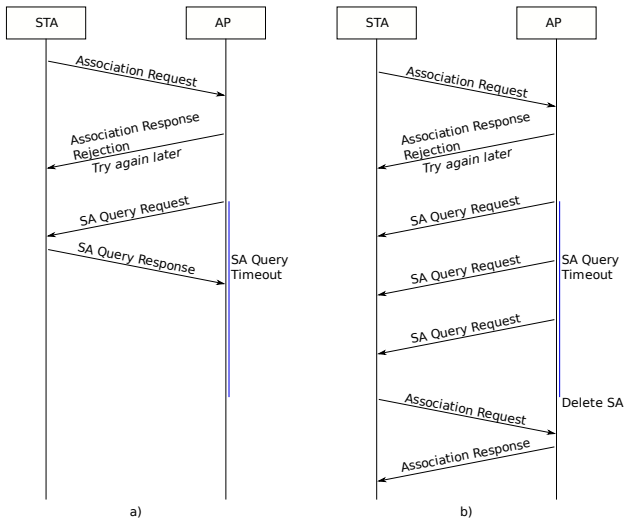 STA
AP
Association Request
Association Response
Rejection
Try again later
SA Query Request
SA Query Response
SA Query
Timeout
a)
STA
AP
Association Request
Association Response
Rejection
Try again later
SA Query Request
SA Query Request
SA Query
Timeout
SA Query Request
Delete SA
Association Request
Association Response
b)